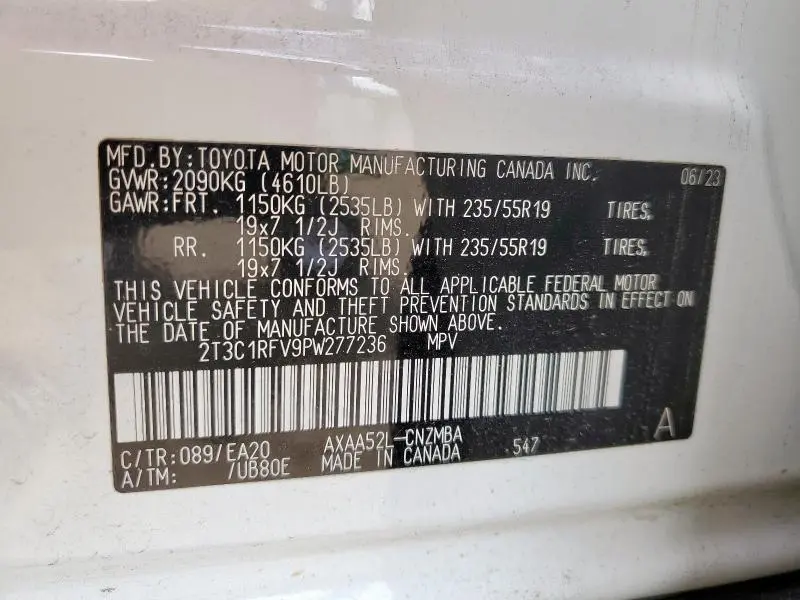 MFD.BY:TOYOTA MOTOR MANUFACTURING CANADA INC. 06/23
GVWR:2090KG (4610LB)
GAWR:FRT. 1150KG (2535LB) WITH 235/55R19 TIRES,
19x7 1/2J RIMS.
RR. 1150KG (2535LB) WITH 235/55R19 TIRES,
19x7 1/2J RIMS.
THIS VEHICLE CONFORMS TO ALL APPLICABLE FEDERAL MOTOR
VEHICLE SAFETY AND THEFT PREVENTION STANDARDS IN EFFECT ON
THE DATE OF MANUFACTURE SHOWN ABOVE.
2T3C1RFV9PW277236 MPV
C/TR:089/EA20 AXAA52L-CNZMBA 547 A
A/TM: /UB80E MADE IN CANADA